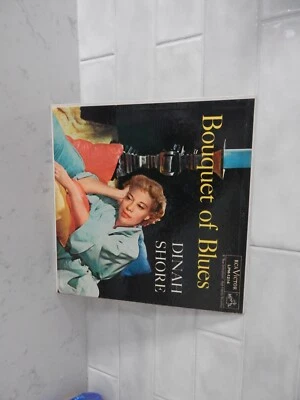 Bouquet of Blues
DINAH
SHORE
RCA VICTOR